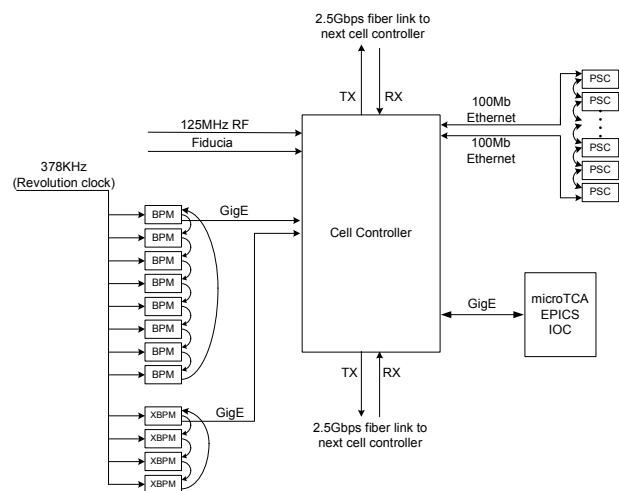 2.5Gbps fiber link to
next cell controller
TX
RX
125MHz RF
Fiducia
378KHz
(Revolution clock)
BPM
BPM
BPM
BPM
BPM
BPM
BPM
BPM
GigE
XBPM
XBPM
XBPM
XBPM
GigE
Cell Controller
100Mb
Ethernet
100Mb
Ethernet
PSC
PSC
PSC
PSC
PSC
GigE
microTCA
EPICS
IOC
TX
RX
2.5Gbps fiber link to
next cell controller